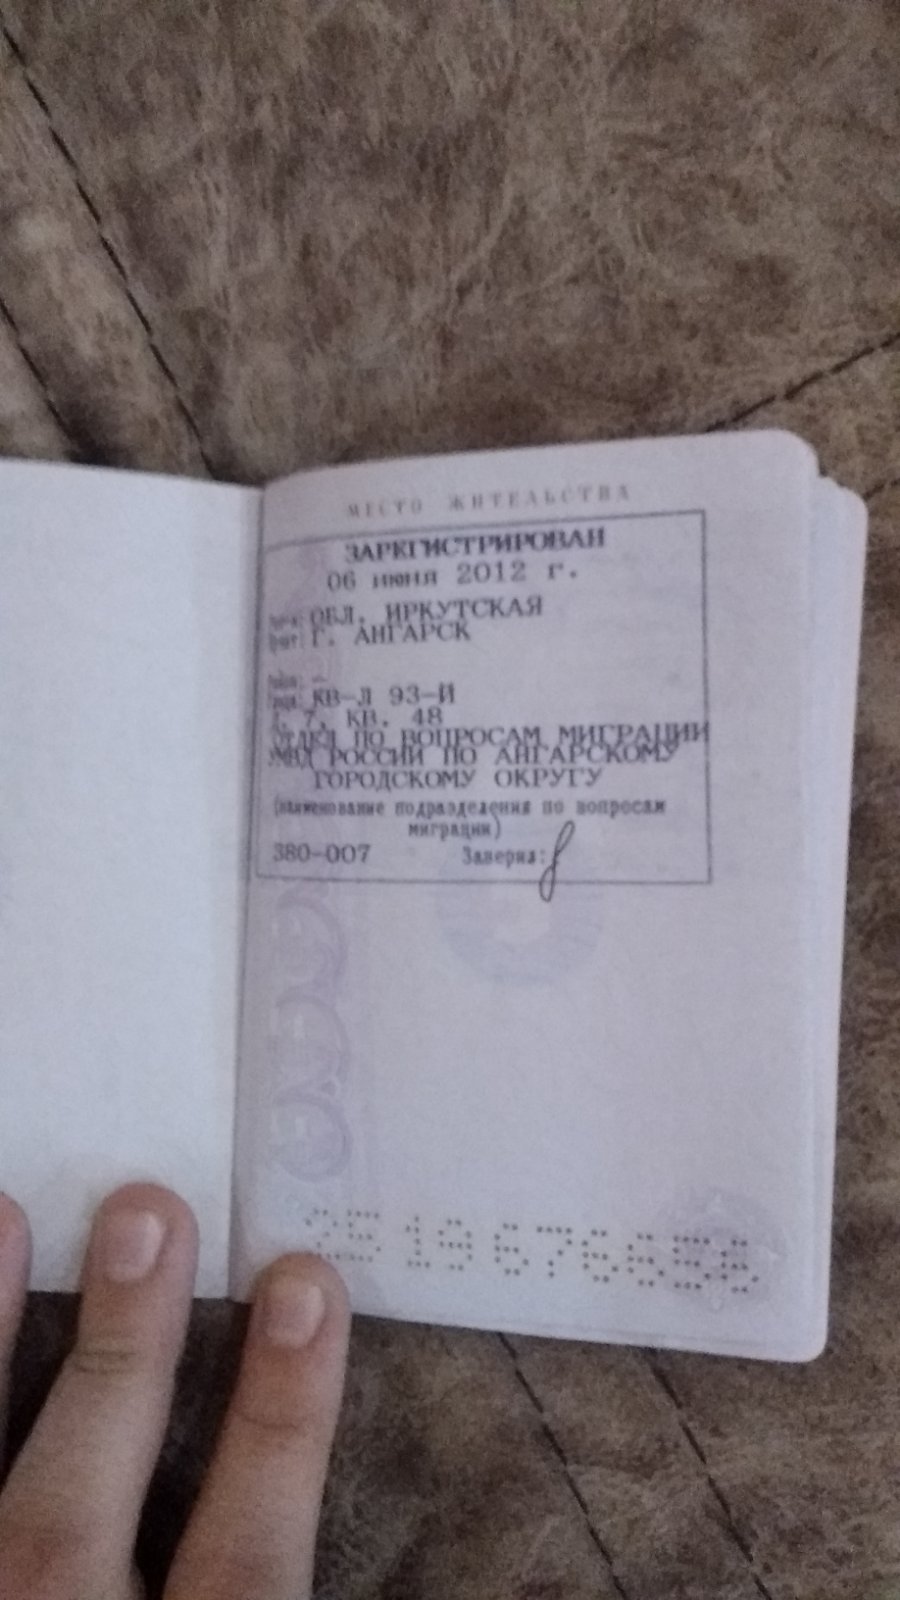 МЕСТО ЖИТЕЛЬСТВА
ЗАРЕГИСТРИРОВАН
06 июня 2012 г.
ОБЛ. ИРКУТСКАЯ
Г. АНГАРСК
КВ-Л 93-Й
7, КВ. 48
ОТДЕЛ ПО ВОПРОСАМ МИГРАЦИИ
УМВД РОССИИ ПО АНГАРСКОМУ
ГОРОДСКОМУ ОКРУГУ
(наименование подразделения по вопросам
миграции)
380-007 Заверил: